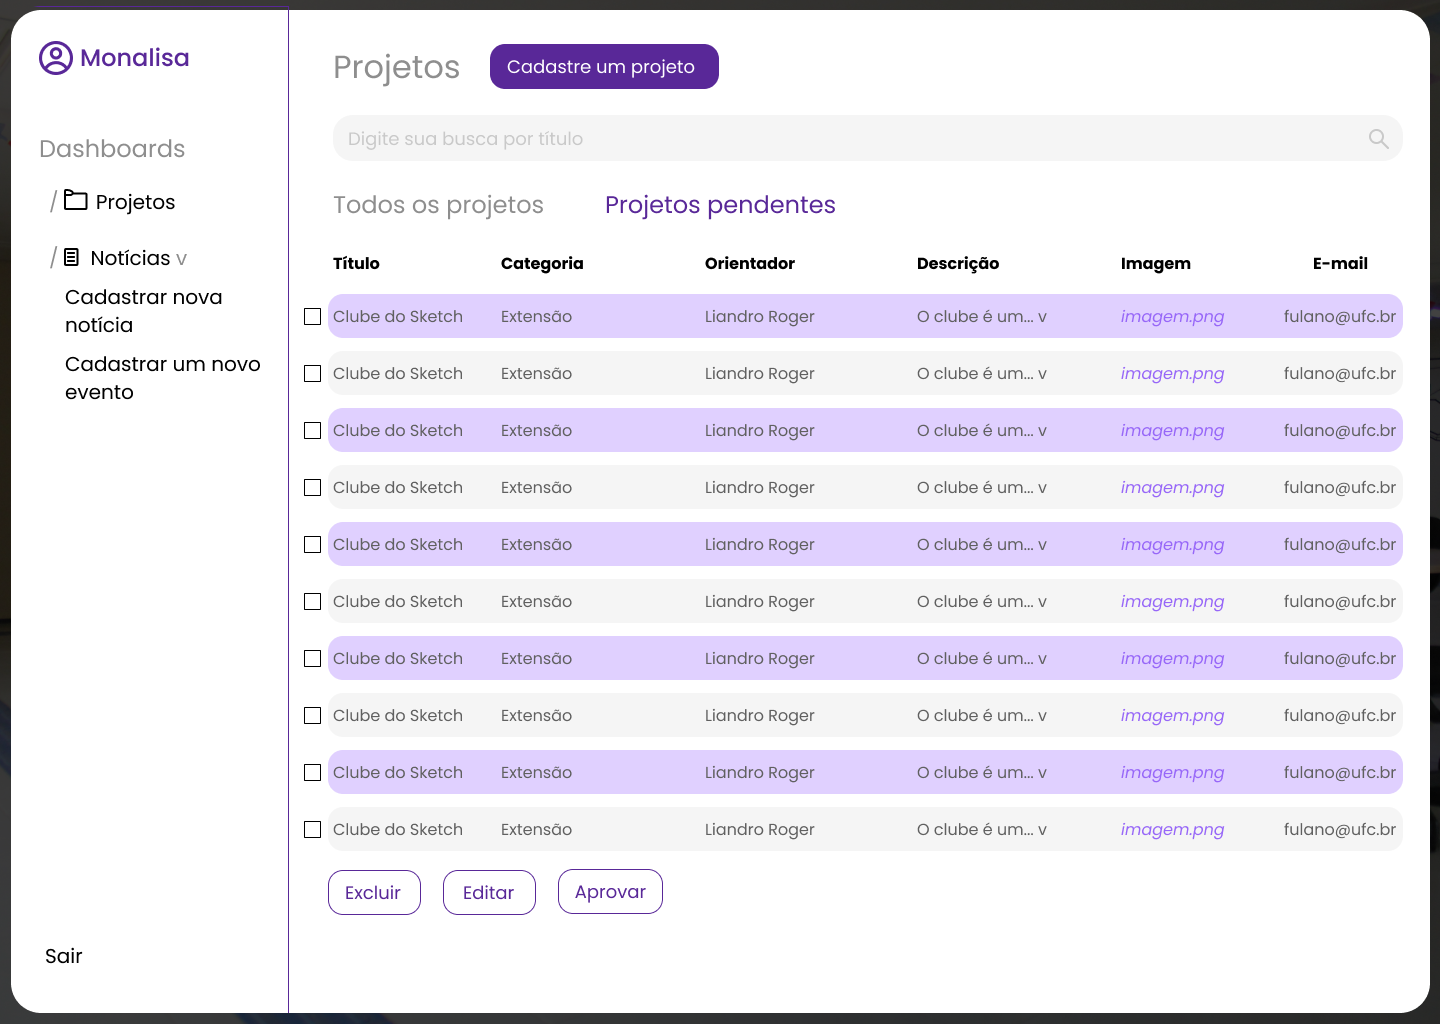 Monalisa
Dashboards
/ Projetos
/ Notícias v
Cadastrar nova
notícia
Cadastrar um novo
evento
Sair
Projetos
Cadastre um projeto
Digite sua busca por título
Todos os projetos Projetos pendentes
Título Categoria Orientador Descrição Imagem E-mail
Clube do Sketch Extensão Liandro Roger O clube é um... v imagem.png fulano@ufc.br
Clube do Sketch Extensão Liandro Roger O clube é um... v imagem.png fulano@ufc.br
Clube do Sketch Extensão Liandro Roger O clube é um... v imagem.png fulano@ufc.br
Clube do Sketch Extensão Liandro Roger O clube é um... v imagem.png fulano@ufc.br
Clube do Sketch Extensão Liandro Roger O clube é um... v imagem.png fulano@ufc.br
Clube do Sketch Extensão Liandro Roger O clube é um... v imagem.png fulano@ufc.br
Clube do Sketch Extensão Liandro Roger O clube é um... v imagem.png fulano@ufc.br
Clube do Sketch Extensão Liandro Roger O clube é um... v imagem.png fulano@ufc.br
Clube do Sketch Extensão Liandro Roger O clube é um... v imagem.png fulano@ufc.br
Clube do Sketch Extensão Liandro Roger O clube é um... v imagem.png fulano@ufc.br
Excluir Editar Aprovar